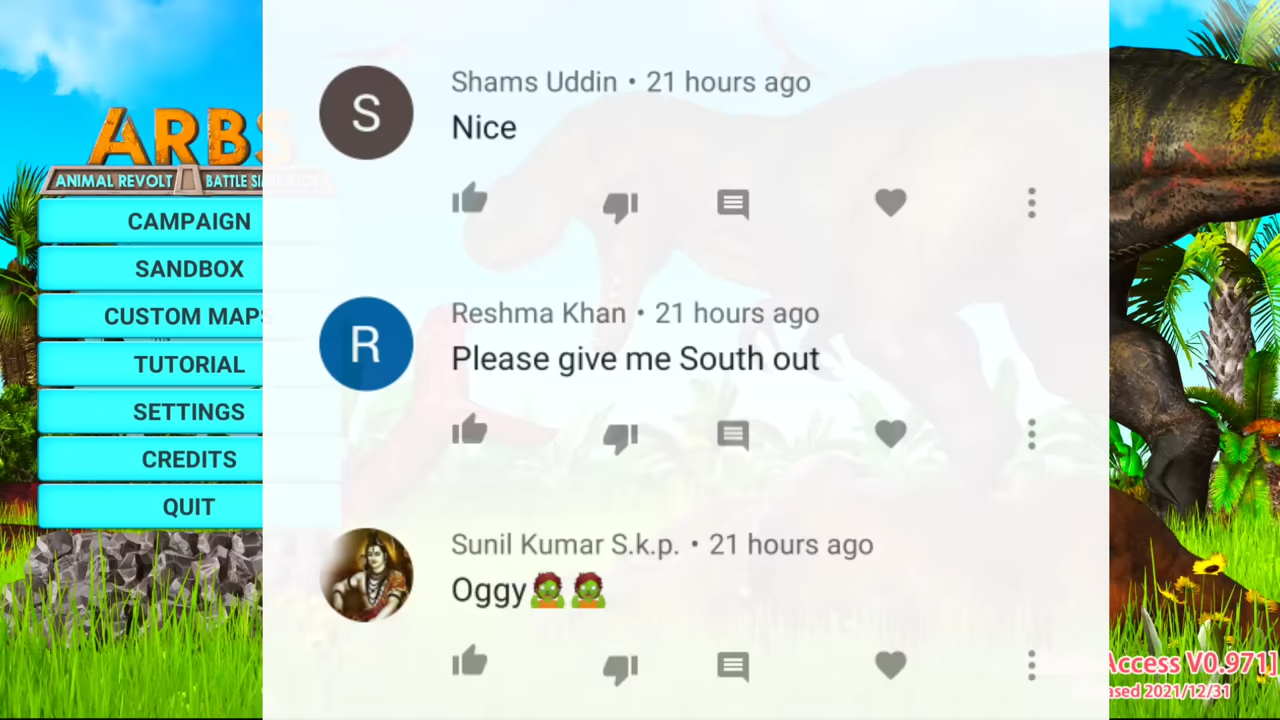 ARBS
ANIMAL REVOLT BATTLE
CAMPAIGN
SANDBOX
CUSTOM MAPS
TUTORIAL
SETTINGS
CREDITS
QUIT
S
Shams Uddin • 21 hours ago
Nice
R
Reshma Khan • 21 hours ago
Please give me South out
Sunil Kumar S.k.p. • 21 hours ago
Oggy🧟🧟
Access V0.971]
ased 2021/12/31